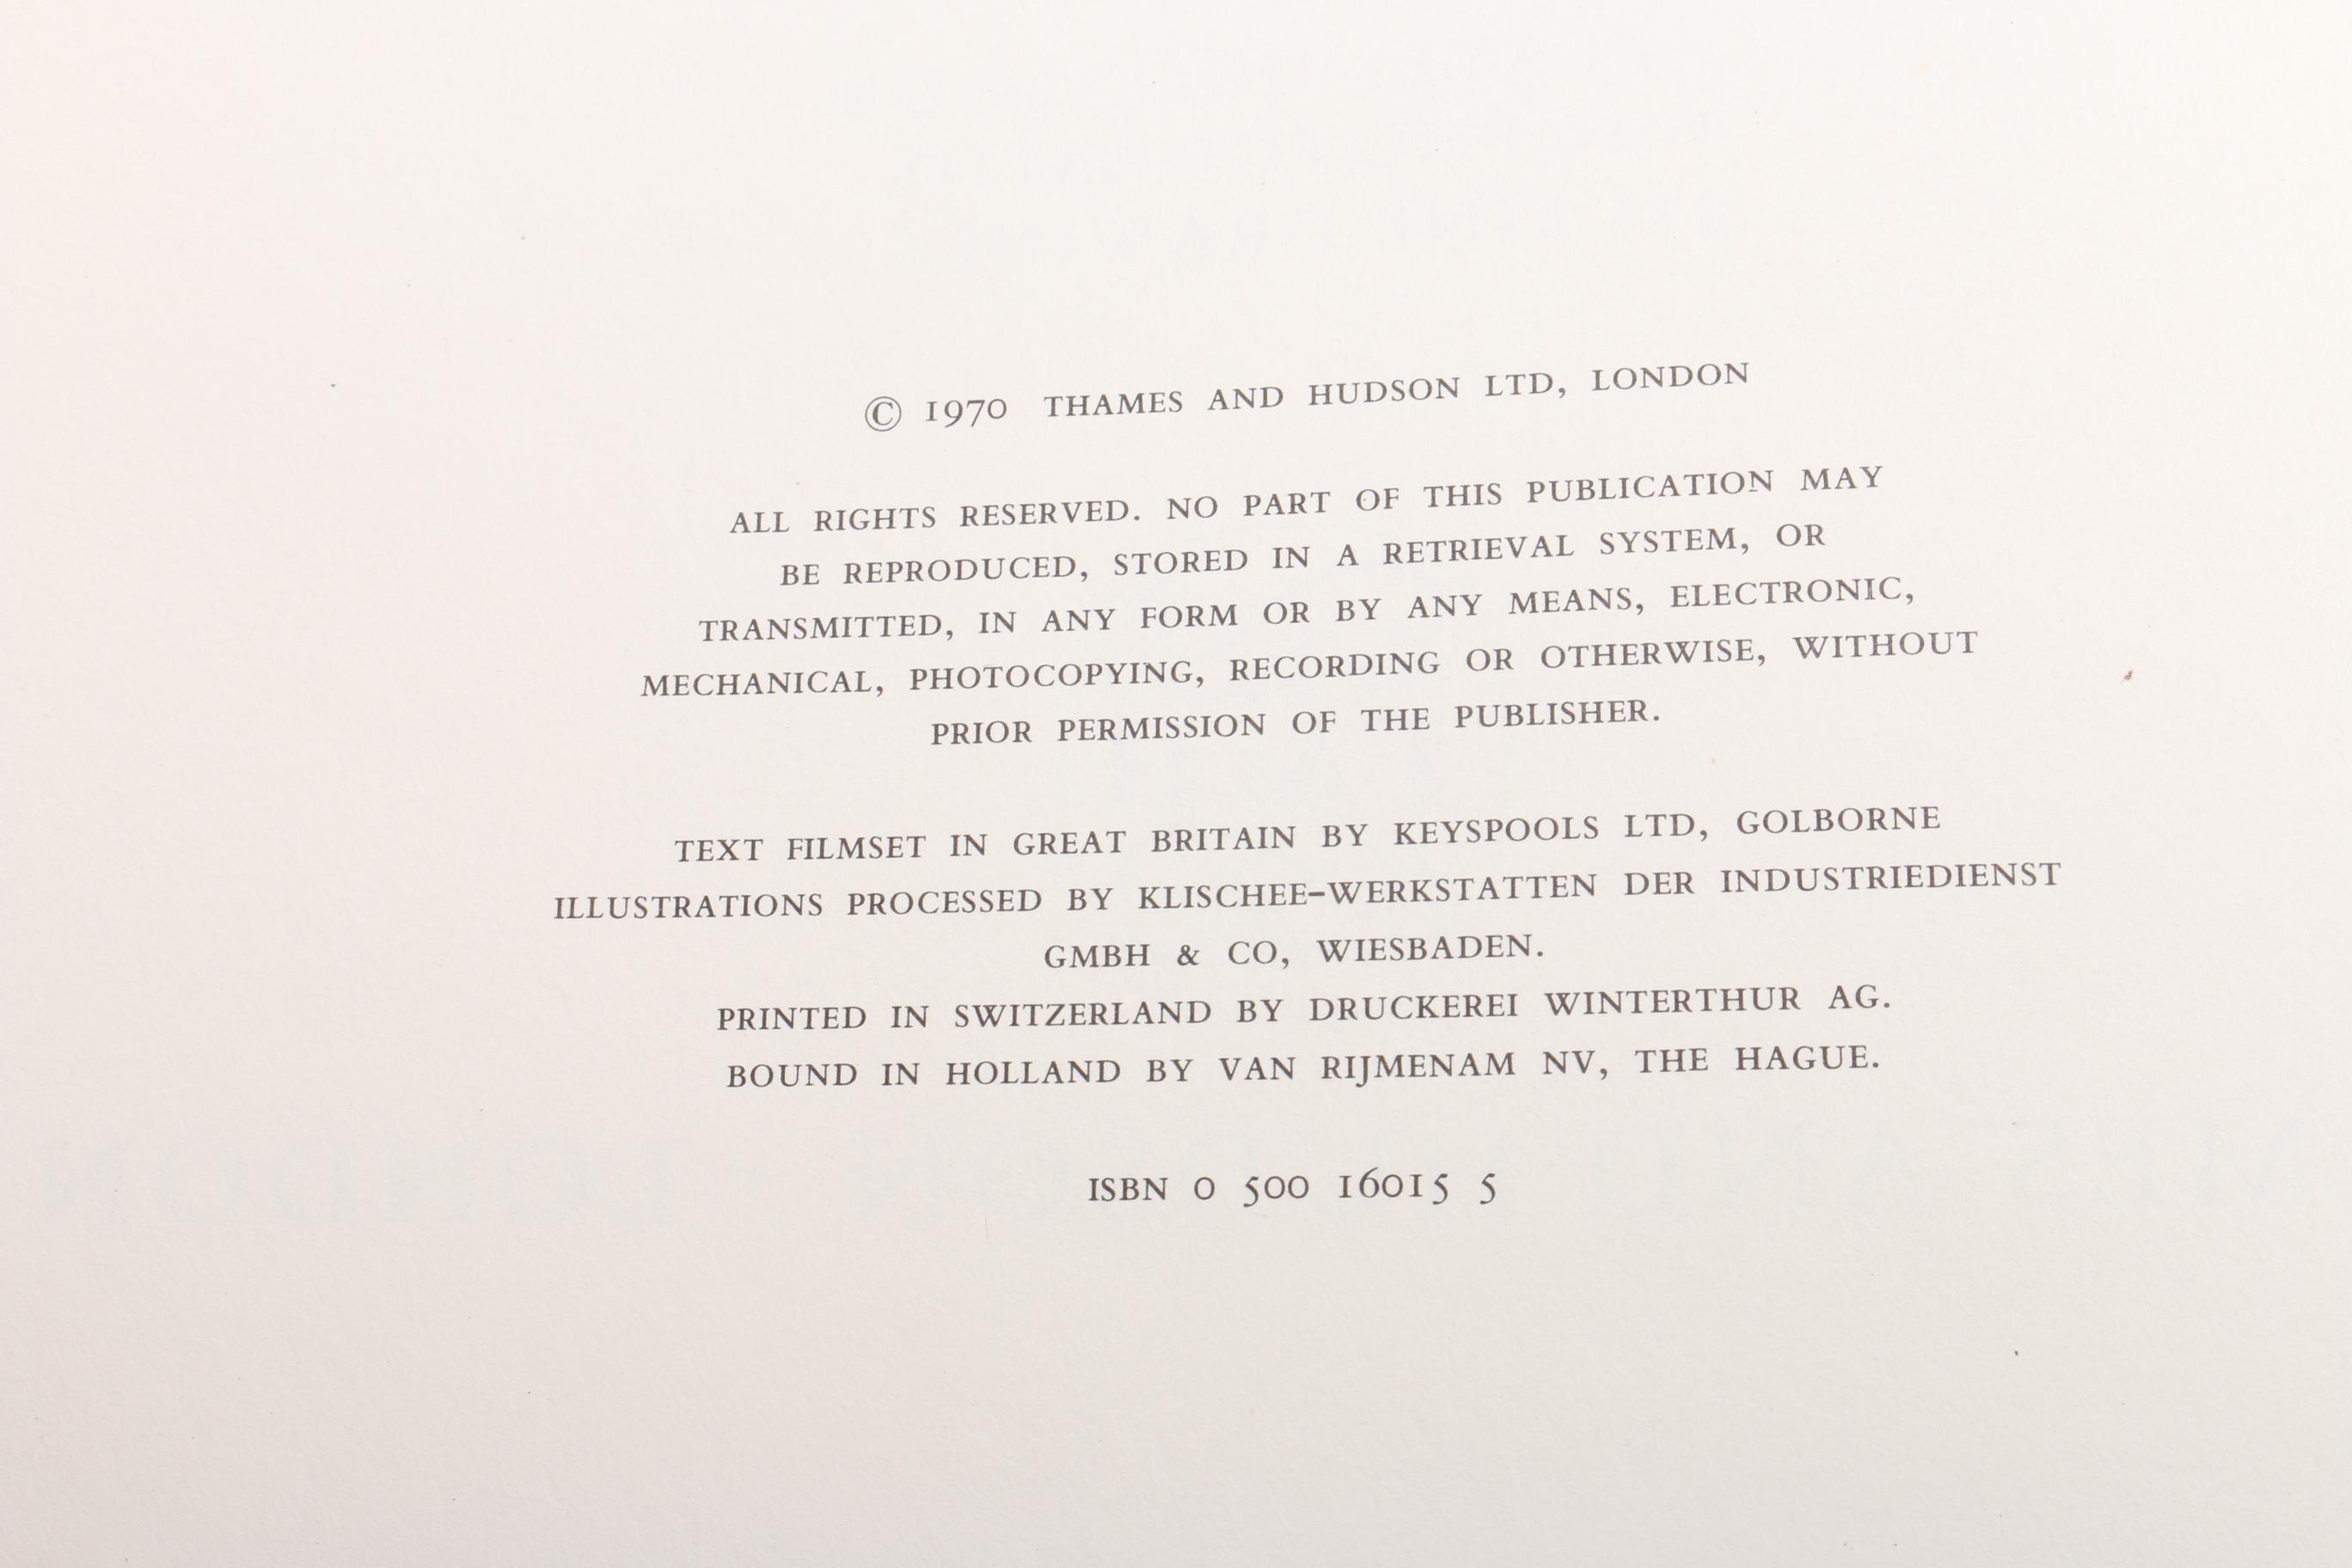 © 1970 THAMES AND HUDSON LTD, LONDON
ALL RIGHTS RESERVED. NO PART OF THIS PUBLICATION MAY
BE REPRODUCED, STORED IN A RETRIEVAL SYSTEM, OR
TRANSMITTED, IN ANY FORM OR BY ANY MEANS, ELECTRONIC,
MECHANICAL, PHOTOCOPYING, RECORDING OR OTHERWISE, WITHOUT
PRIOR PERMISSION OF THE PUBLISHER.
TEXT FILMSET IN GREAT BRITAIN BY KEYSPOOLS LTD, GOLBORNE
ILLUSTRATIONS PROCESSED BY KLISCHEE-WERKSTATTEN DER INDUSTRIEDIENST
GMBH & CO, WIESBADEN.
PRINTED IN SWITZERLAND BY DRUCKEREI WINTERTHUR AG.
BOUND IN HOLLAND BY VAN RIJMENAM NV, THE HAGUE.
ISBN 0 500 16015 5